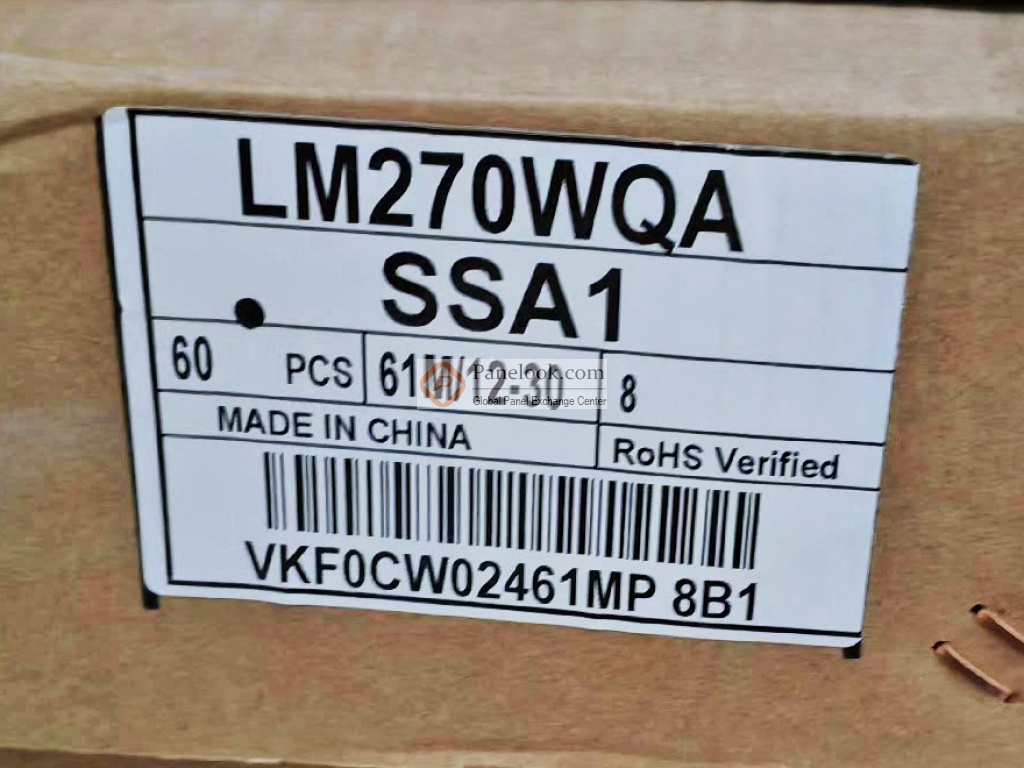 LM270WQA
SSA1
60 PCS 61M/12-30 8
Panelook.com
Global Panel Exchange Center
MADE IN CHINA
RoHS Verified
VKF0CW02461MP 8B1